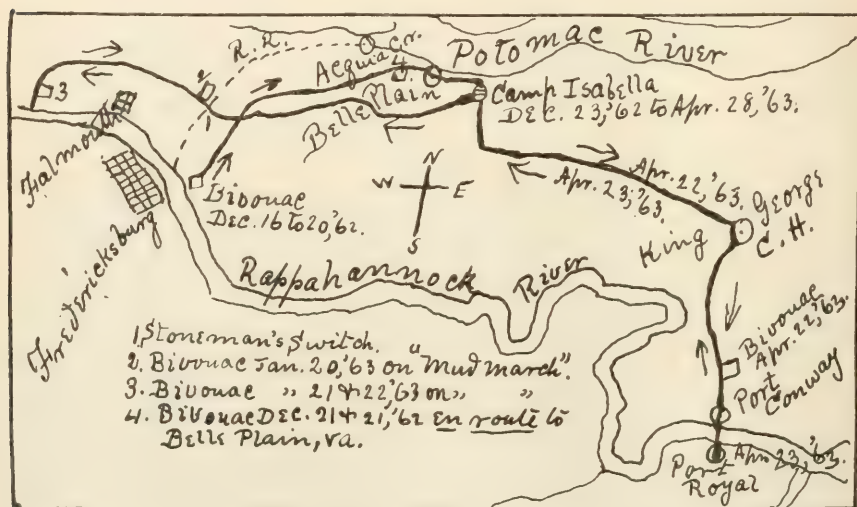 R.R.
Acquia Cr.
Potomac River
3
2
4.
Belle Plain
Camp Isabella
Dec. 23,'62 to Apr. 28,'63.
Falmouth
Fredericksburg
Bivouac
Dec. 16 to 20,'62.
N
W E
S
Apr. 22,'63.
Apr. 23,'63.
King George
C.H.
Rappahannock River
Bivouac
Apr. 22,'63.
Port
Conway
Apr. 23,'63.
Port
Royal
1, Stoneman's Switch.
2. Bivouac Jan. 20,'63 on "Mud march".
3. Bivouac " 21 & 22,'63 on " "
4. Bivouac Dec. 21 & 21,'62 en route to
Belle Plain, Va.